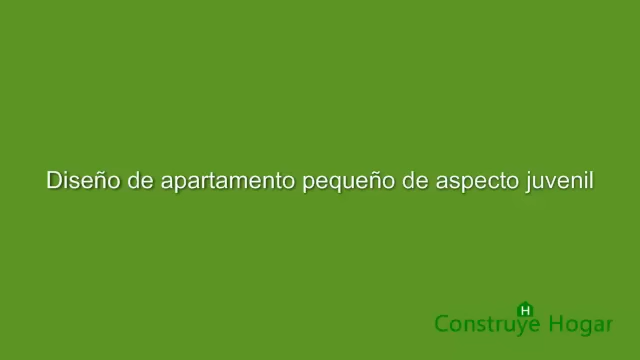 Diseño de apartamento pequeño de aspecto juvenil
H
Construye Hogar